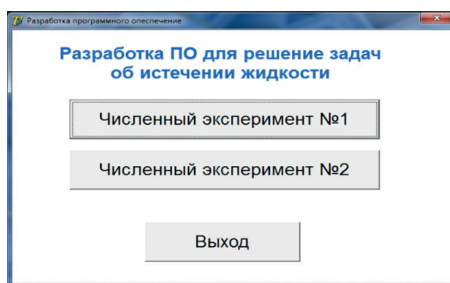 Разработка программного опеспечение
Разработка ПО для решение задач
об истечении жидкости
Численный эксперимент №1
Численный эксперимент №2
Выход